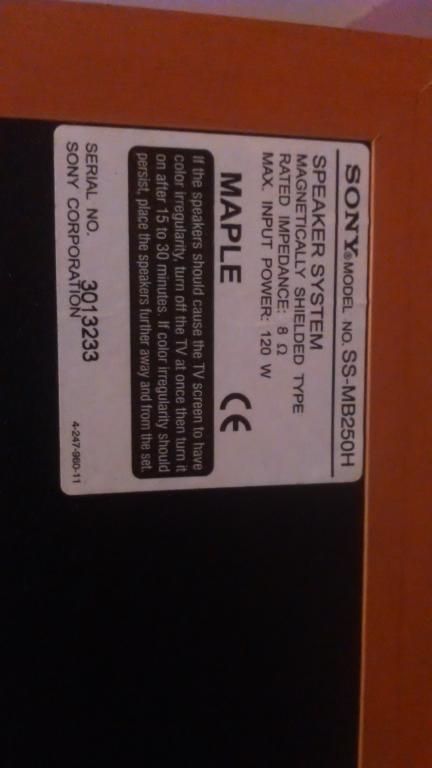 SONY® MODEL NO. SS-MB250H
SPEAKER SYSTEM
MAGNETICALLY SHIELDED TYPE
RATED IMPEDANCE: 8 Ω
MAX. INPUT POWER: 120 W
MAPLE CE
If the speakers should cause the TV screen to have
color irregularity, turn off the TV at once then turn it
on after 15 to 30 minutes. If color irregularity should
persist, place the speakers further away and from the set.
SERIAL NO. 3013233
SONY CORPORATION 4-247-960-11